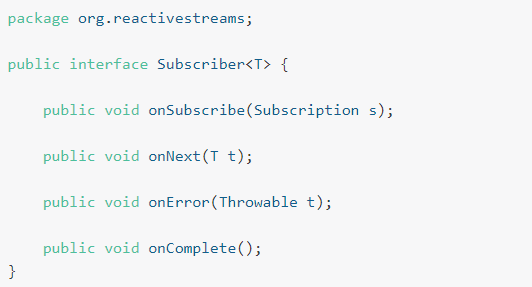 package org.reactivestreams;
public interface Subscriber<T> {
    public void onSubscribe(Subscription s);
    public void onNext(T t);
    public void onError(Throwable t);
    public void onComplete();
}